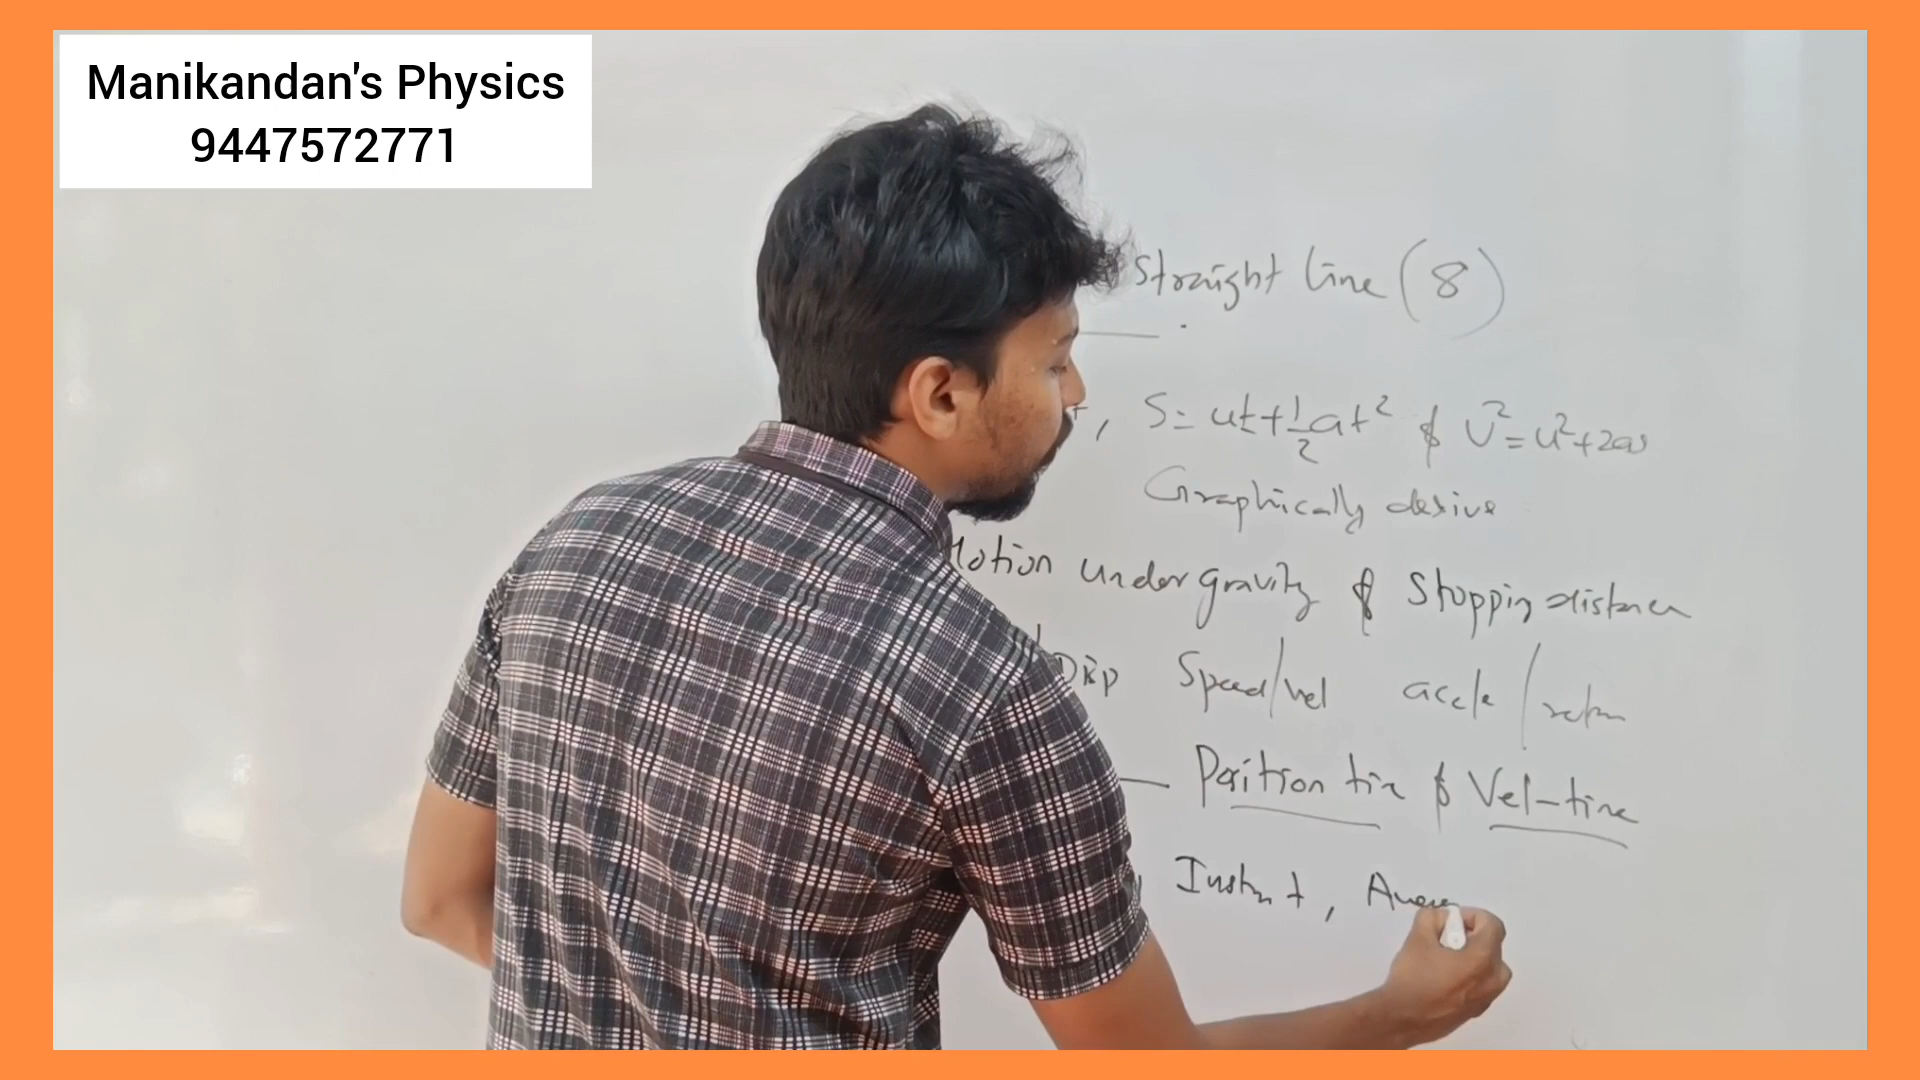 Manikandan's Physics
9447572771
Straight line (8)
, S = ut + 1/2 at² & v² = u² + 2as
Graphically derive
Motion under gravity & Stopping distance
Speed/vel accle /
— Position time & Vel-time
Instant, Avera